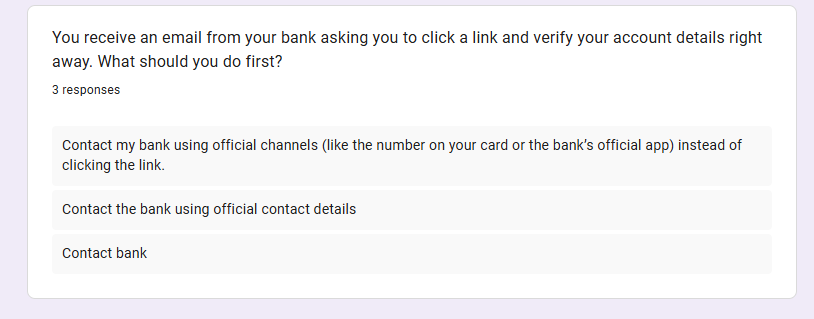 You receive an email from your bank asking you to click a link and verify your account details right
away. What should you do first?
3 responses
Contact my bank using official channels (like the number on your card or the bank’s official app) instead of
clicking the link.
Contact the bank using official contact details
Contact bank